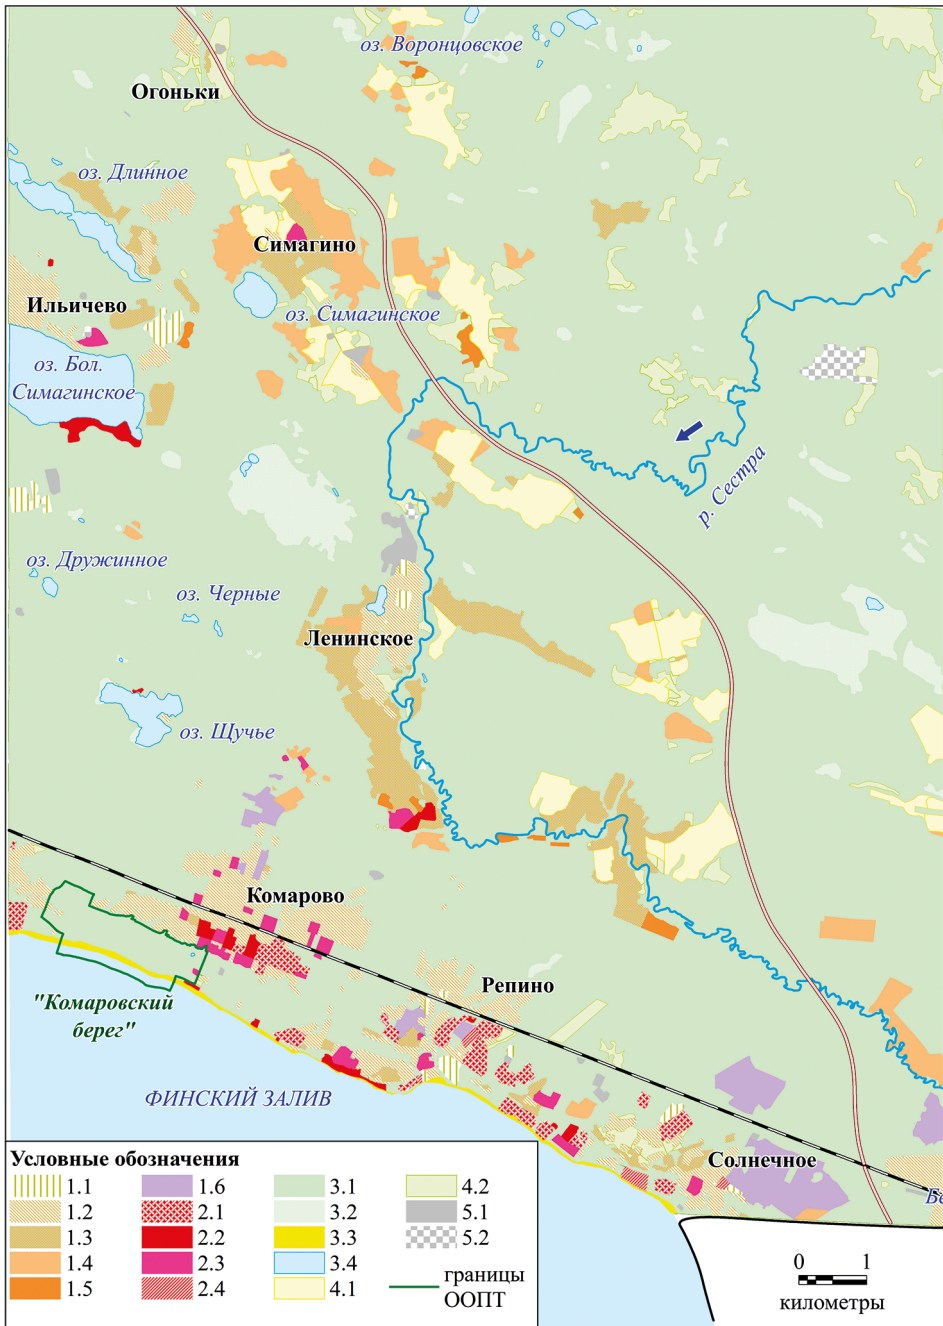 оз. Воронцовское
Огоньки
оз. Длинное
Симагино
Ильичево
оз. Симагинское
оз. Бол.
Симагинское
р. Сестра
оз. Дружинное
оз. Черные
Ленинское
оз. Щучье
Комарово
Репино
"Комаровский
берег"
ФИНСКИЙ ЗАЛИВ
Солнечное
Бе
Условные обозначения
1.1
1.2
1.3
1.4
1.5
1.6
2.1
2.2
2.3
2.4
3.1
3.2
3.3
3.4
4.1
4.2
5.1
5.2
границы
ООПТ
0 1
километры